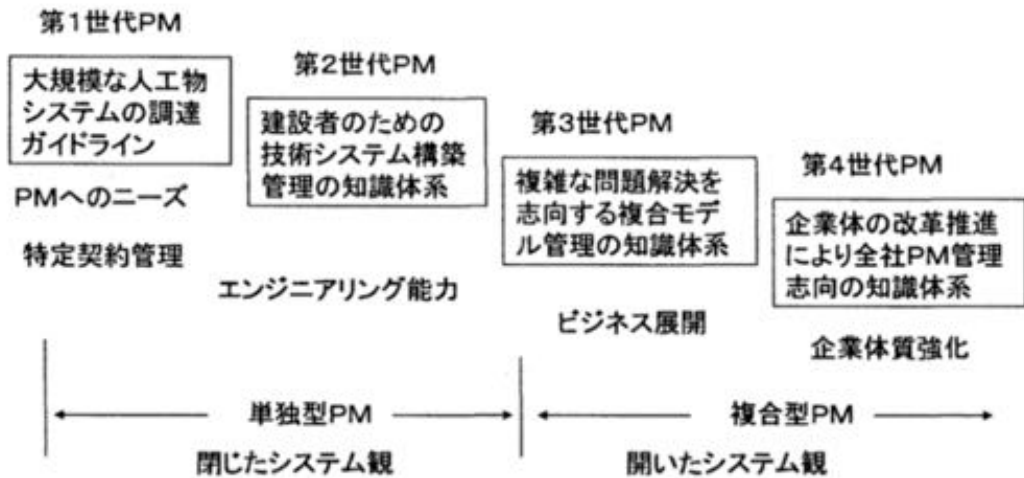 第1世代PM
大規模な人工物
システムの調達
ガイドライン
PMへのニーズ
特定契約管理
第2世代PM
建設者のための
技術システム構築
管理の知識体系
エンジニアリング能力
第3世代PM
複雑な問題解決を
志向する複合モデ
ル管理の知識体系
ビジネス展開
第4世代PM
企業体の改革推進
により全社PM管理
志向の知識体系
企業体質強化
単独型PM
複合型PM
閉じたシステム観
開いたシステム観